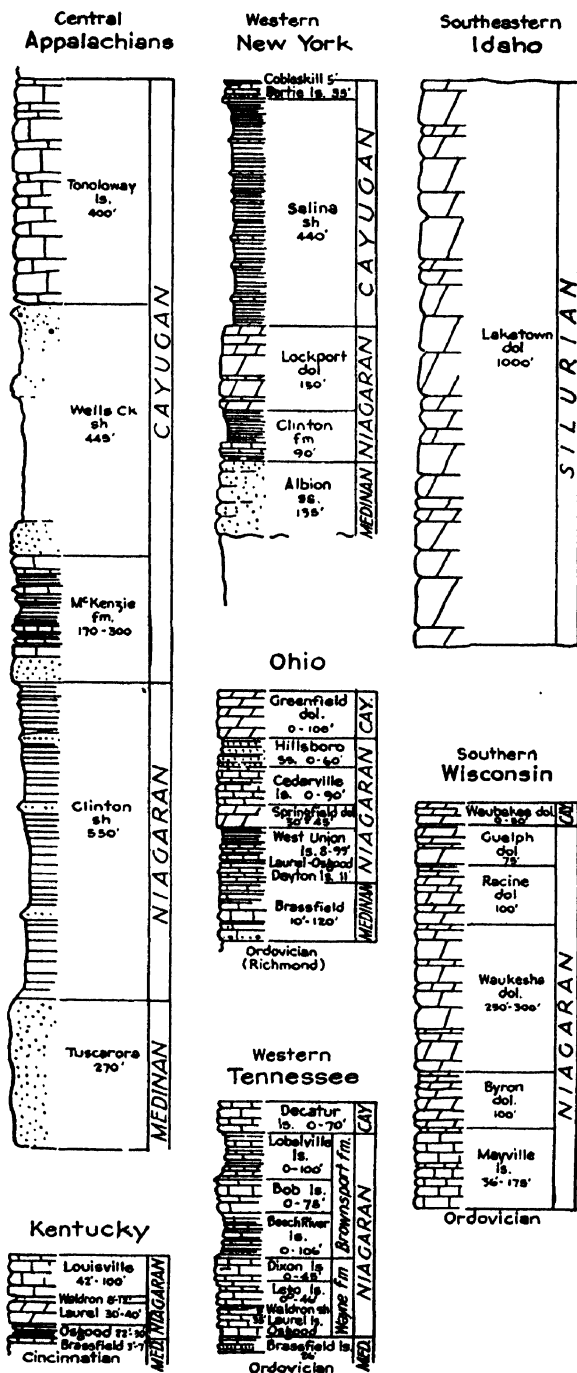 Central
Appalachians
Tonoloway
ls.
400'
Wells Ck
sh
445'
McKenzie
fm.
170-300
Clinton
sh
550'
Tuscarora
270'
CAYUGAN
NIAGARAN
MEDINAN
Western
New York
Cobleskill 5'
Bertie ls. 55'
Salina
sh
440'
Lockport
dol
150'
Clinton
fm
90'
Albion
ss.
135'
CAYUGAN
NIAGARAN
MEDINAN
Southeastern
Idaho
Laketown
dol
1000'
SILURIAN
Ohio
Greenfield
dol.
0-100'
Hillsboro
ss. 0-60'
Cedarville
ls. 0-90'
Springfield dol
West Union
ls. 8-99'
Laurel-Osgood
Dayton ls. 11'
Brassfield
10'-120'
CAY.
NIAGARAN
MEDINAN
Ordovician
(Richmond)
Southern
Wisconsin
Waubakee dol
Guelph
dol
75'
Racine
dol
100'
Waukesha
dol.
250'-300'
Byron
dol.
100'
Mayville
ls.
36'-175'
CAY
NIAGARAN
Ordovician
Western
Tennessee
Decatur
ls. 0-70'
Lobelville
ls.
0-100'
Bob ls.
0-75'
Beech River
ls.
0-106'
Dixon ls
0-45'
Lego ls.
Waldron sh
Laurel ls.
Osgood
Brassfield ls.
Brownsport fm.
Wayne fm
CAY
NIAGARAN
MED.
Ordovician
Kentucky
Louisville
42'-100'
Waldron
Laurel 30'-40'
Osgood
Brassfield
NIAGARAN
MED.
Cincinnatian